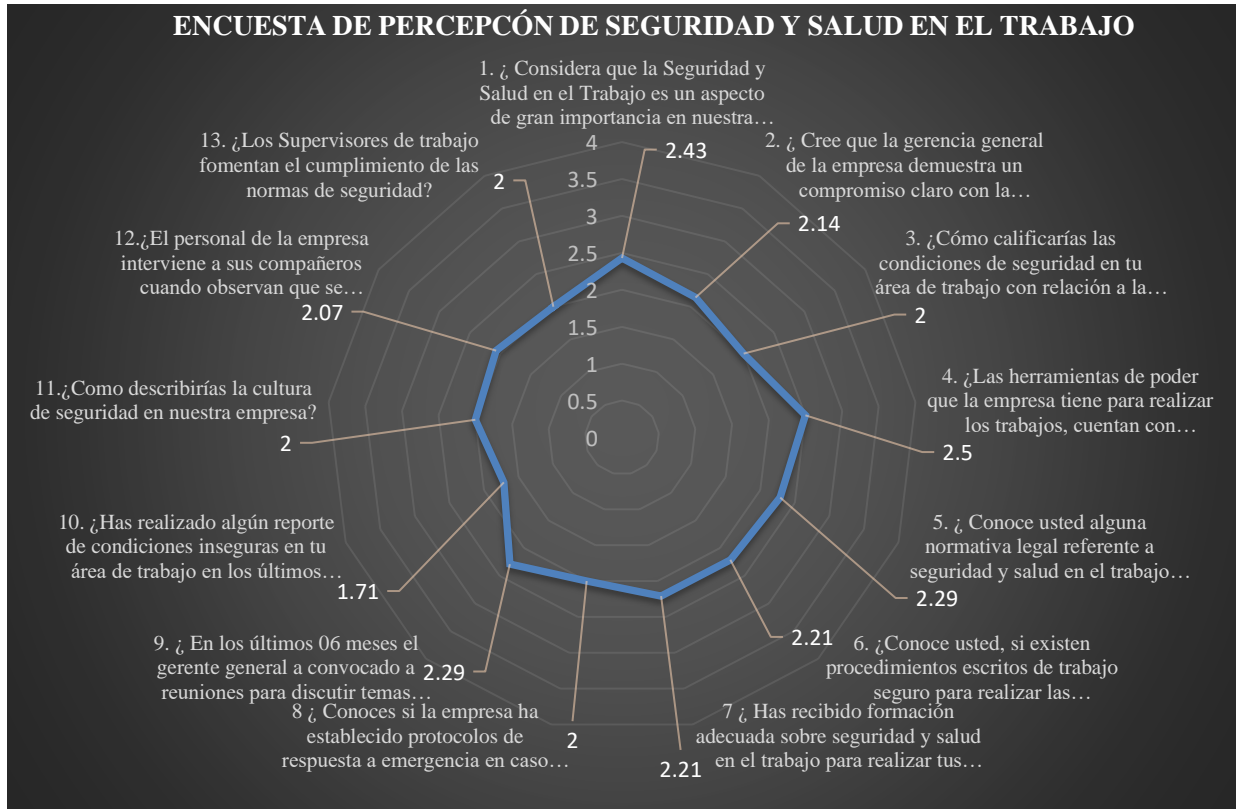 ENCUESTA DE PERCEPCÓN DE SEGURIDAD Y SALUD EN EL TRABAJO
1. ¿ Considera que la Seguridad y
Salud en el Trabajo es un aspecto
de gran importancia en nuestra…
2.43
2. ¿ Cree que la gerencia general
de la empresa demuestra un
compromiso claro con la…
2.14
3. ¿Cómo calificarías las
condiciones de seguridad en tu
área de trabajo con relación a la…
2
4. ¿Las herramientas de poder
que la empresa tiene para realizar
los trabajos, cuentan con…
2.5
5. ¿ Conoce usted alguna
normativa legal referente a
seguridad y salud en el trabajo…
2.29
6. ¿Conoce usted, si existen
procedimientos escritos de trabajo
seguro para realizar las…
2.21
7 ¿ Has recibido formación
adecuada sobre seguridad y salud
en el trabajo para realizar tus…
2.21
8 ¿ Conoces si la empresa ha
establecido protocolos de
respuesta a emergencia en caso…
2
9. ¿ En los últimos 06 meses el
gerente general a convocado a
reuniones para discutir temas…
2.29
10. ¿Has realizado algún reporte
de condiciones inseguras en tu
área de trabajo en los últimos…
1.71
11.¿Como describirías la cultura
de seguridad en nuestra empresa?
2
12.¿El personal de la empresa
interviene a sus compañeros
cuando observan que se…
2.07
13. ¿Los Supervisores de trabajo
fomentan el cumplimiento de las
normas de seguridad?
2
4
3.5
3
2.5
2
1.5
1
0.5
0